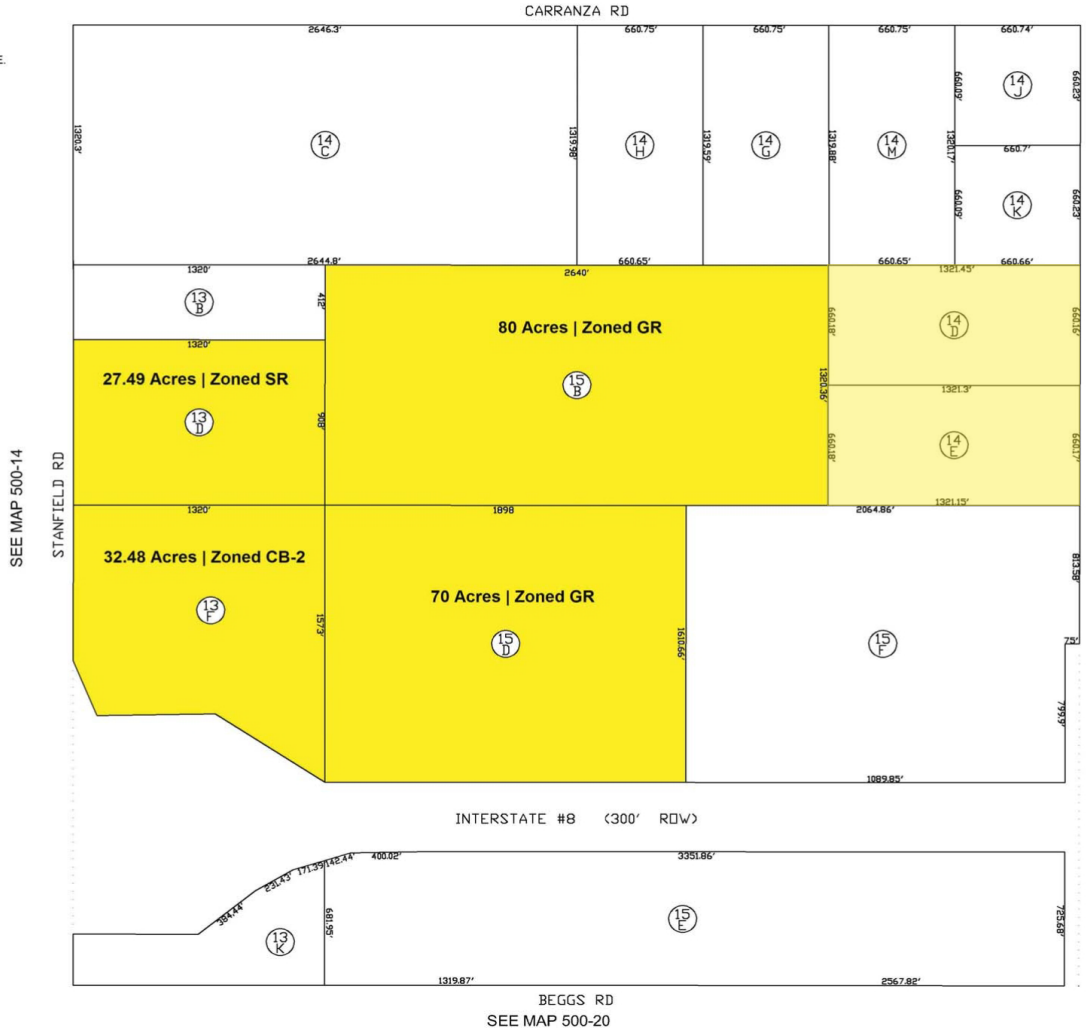 CARRANZA RD
2646.3'
660.75'
660.75'
660.75'
660.74'
E.
1320.3'
14
C
1319.98'
14
H
1319.59'
14
G
1319.88'
14
M
1320.17'
660.09'
14
J
660.23'
660.7'
660.09'
14
K
660.23'
2644.8'
660.65'
660.65'
660.66'
1320'
2640'
1321.45'
13
B
412'
80 Acres | Zoned GR
660.18'
14
D
660.16'
1320'
27.49 Acres | Zoned SR
15
B
1320.36'
1321.3'
13
D
908'
660.18'
14
E
660.17'
SEE MAP 500-14
STANFIELD RD
1320'
1898
1321.15'
2064.86'
32.48 Acres | Zoned CB-2
813.58'
70 Acres | Zoned GR
13
F
1573'
15
D
1610.66'
15
F
75'
799.9'
1089.85'
INTERSTATE #8 (300' ROW)
384.44'
231.43'
171.39'
142.44'
400.02'
3351.86'
13
K
681.95'
15
E
725.68'
1319.87'
2567.82'
BEGGS RD
SEE MAP 500-20